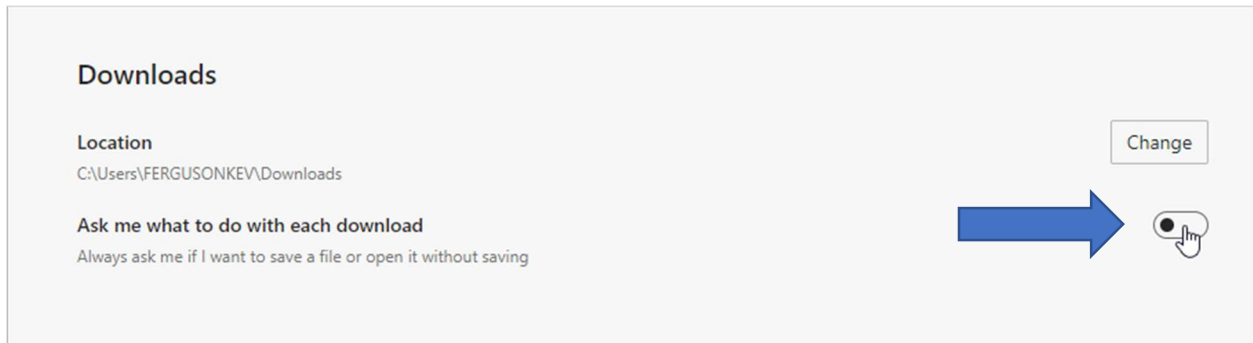 Downloads
Location
Change
C:\Users\FERGUSONKEV\Downloads
Ask me what to do with each download
Always ask me if I want to save a file or open it without saving